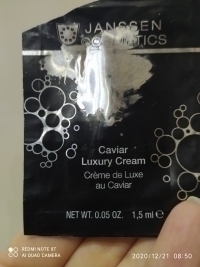 JANSSEN
COSMETICS
Caviar
Luxury Cream
Crème de Luxe
au Caviar
NET WT. 0.05 OZ. 1,5 ml e
REDMI NOTE 8T
AI QUAD CAMERA
2020/12/21 08:50